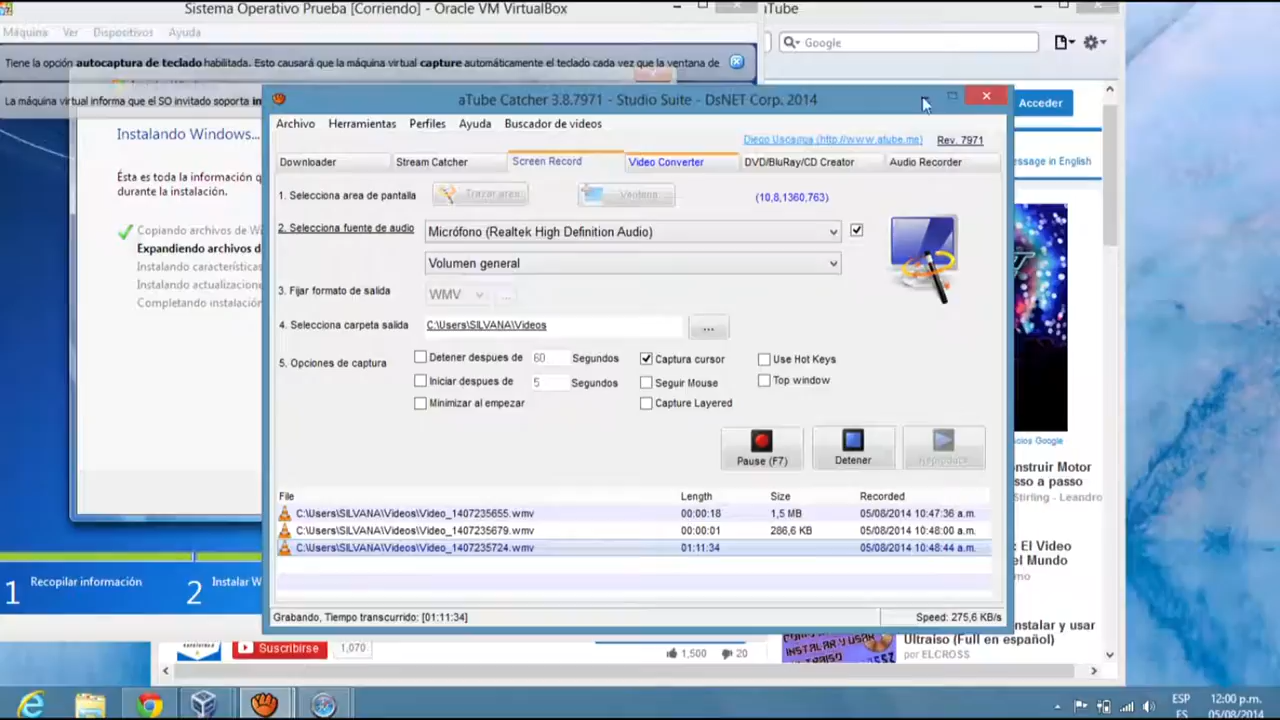 Sistema Operativo Prueba [Corriendo] - Oracle VM VirtualBox
aTube
Máquina Ver Dispositivos Ayuda
Google
Tiene la opción autocaptura de teclado habilitada. Esto causará que la máquina virtual capture automáticamente el teclado cada vez que la ventana de
La máquina virtual informa que el SO invitado soporta
aTube Catcher 3.8.7971 - Studio Suite - DsNET Corp. 2014
Acceder
Archivo Herramientas Perfiles Ayuda Buscador de videos
Instalando Windows...
Diego Uscanga (http://www.atube.me) Rev. 7971
Downloader Stream Catcher Screen Record Video Converter DVD/BluRay/CD Creator Audio Recorder
essage in English
Ésta es toda la información q
durante la instalación.
1. Selecciona area de pantalla Trazar area Ventana (10,8,1360,763)
Copiando archivos de W
Expandiendo archivos d
Instalando característica
Instalando actualizacione
Completando instalación
2. Selecciona fuente de audio Micrófono (Realtek High Definition Audio)
Volumen general
3. Fijar formato de salida WMV ...
4. Selecciona carpeta salida C:\Users\SILVANA\Videos ...
5. Opciones de captura
Detener despues de 60 Segundos Captura cursor Use Hot Keys
Iniciar despues de 5 Segundos Seguir Mouse Top window
Minimizar al empezar Capture Layered
Pause (F7) Detener Reproducir
cios Google
nstruir Motor
so a paso
Stirling - Leandro
File Length Size Recorded
C:\Users\SILVANA\Videos\Video_1407235655.wmv 00:00:18 1,5 MB 05/08/2014 10:47:36 a.m.
C:\Users\SILVANA\Videos\Video_1407235679.wmv 00:00:01 286,6 KB 05/08/2014 10:48:00 a.m.
C:\Users\SILVANA\Videos\Video_1407235724.wmv 01:11:34 05/08/2014 10:48:44 a.m.
: El Video
el Mundo
mo
1 Recopilar información 2 Instalar W
Grabando, Tiempo transcurrido: [01:11:34] Speed: 275,6 KB/s
nstalar y usar
Ultraiso (Full en español)
por ELCROSS
INSTALAR Y USAR
Suscribirse 1,070 1,500 20
ESP 12:00 p.m.
ES 05/08/2014